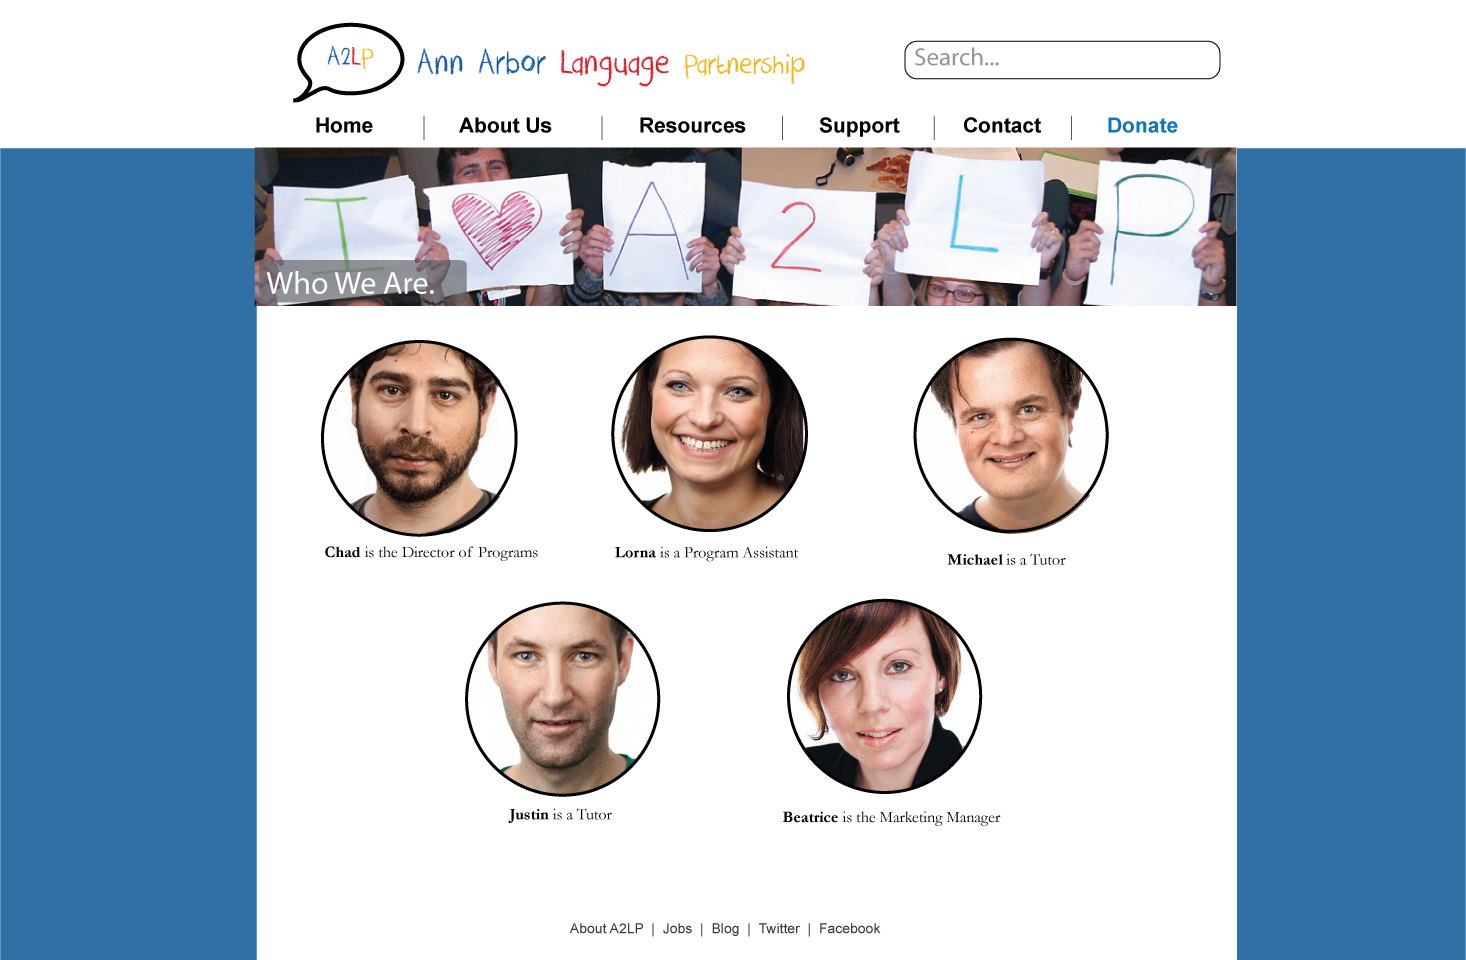 A2LP
Ann Arbor Language Partnership
Search...
Home | About Us | Resources | Support | Contact | Donate
I A 2 L P
Who We Are.
Chad is the Director of Programs
Lorna is a Program Assistant
Michael is a Tutor
Justin is a Tutor
Beatrice is the Marketing Manager
About A2LP | Jobs | Blog | Twitter | Facebook